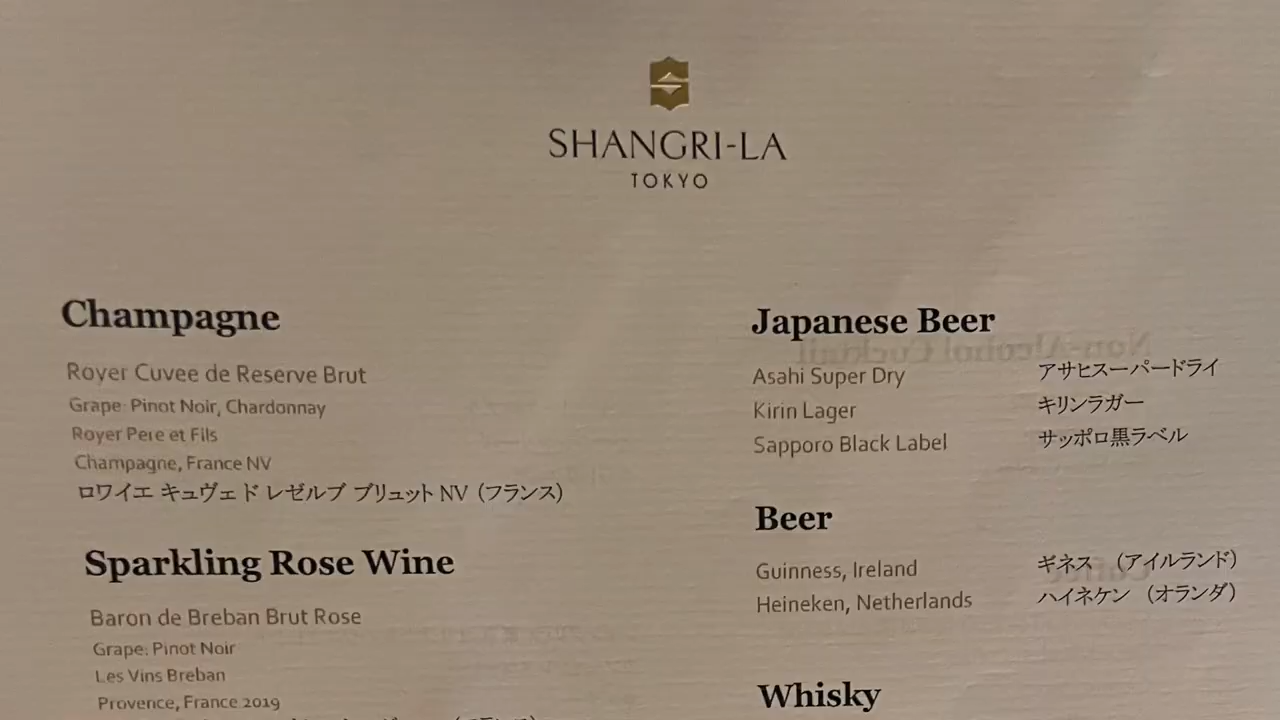 SHANGRI-LA
TOKYO
Champagne
Royer Cuvee de Reserve Brut
Grape: Pinot Noir, Chardonnay
Royer Pere et Fils
Champagne, France NV
ロワイエ キュヴェ ド レゼルブ ブリュット NV（フランス）
Sparkling Rose Wine
Baron de Breban Brut Rose
Grape: Pinot Noir
Les Vins Breban
Provence, France 2019
Japanese Beer
Asahi Super Dry アサヒスーパードライ
Kirin Lager キリンラガー
Sapporo Black Label サッポロ黒ラベル
Beer
Guinness, Ireland ギネス （アイルランド）
Heineken, Netherlands ハイネケン （オランダ）
Whisky